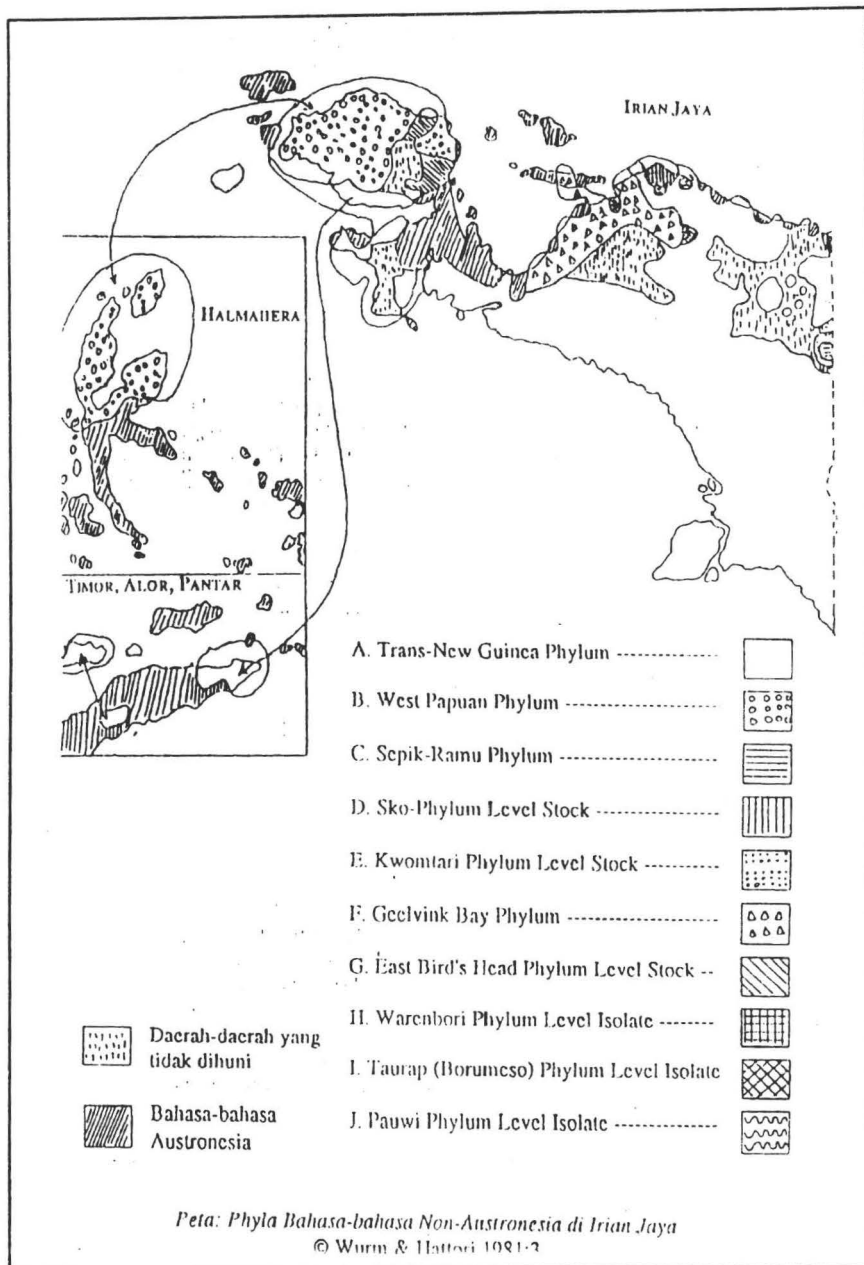 IRIAN JAYA
HALMAHERA
TIMOR, ALOR, PANTAR
A. Trans-New Guinea Phylum
B. West Papuan Phylum
C. Sepik-Ramu Phylum
D. Sko-Phylum Level Stock
E. Kwomtari Phylum Level Stock
F. Geelvink Bay Phylum
G. East Bird's Head Phylum Level Stock
H. Warenbori Phylum Level Isolate
I. Taurap (Borumeso) Phylum Level Isolate
J. Pauwi Phylum Level Isolate
Daerah-daerah yang
tidak dihuni
Bahasa-bahasa
Austronesia
Peta: Phyla Bahasa-bahasa Non-Austronesia di Irian Jaya
© Wurm & Hattori 1981:3